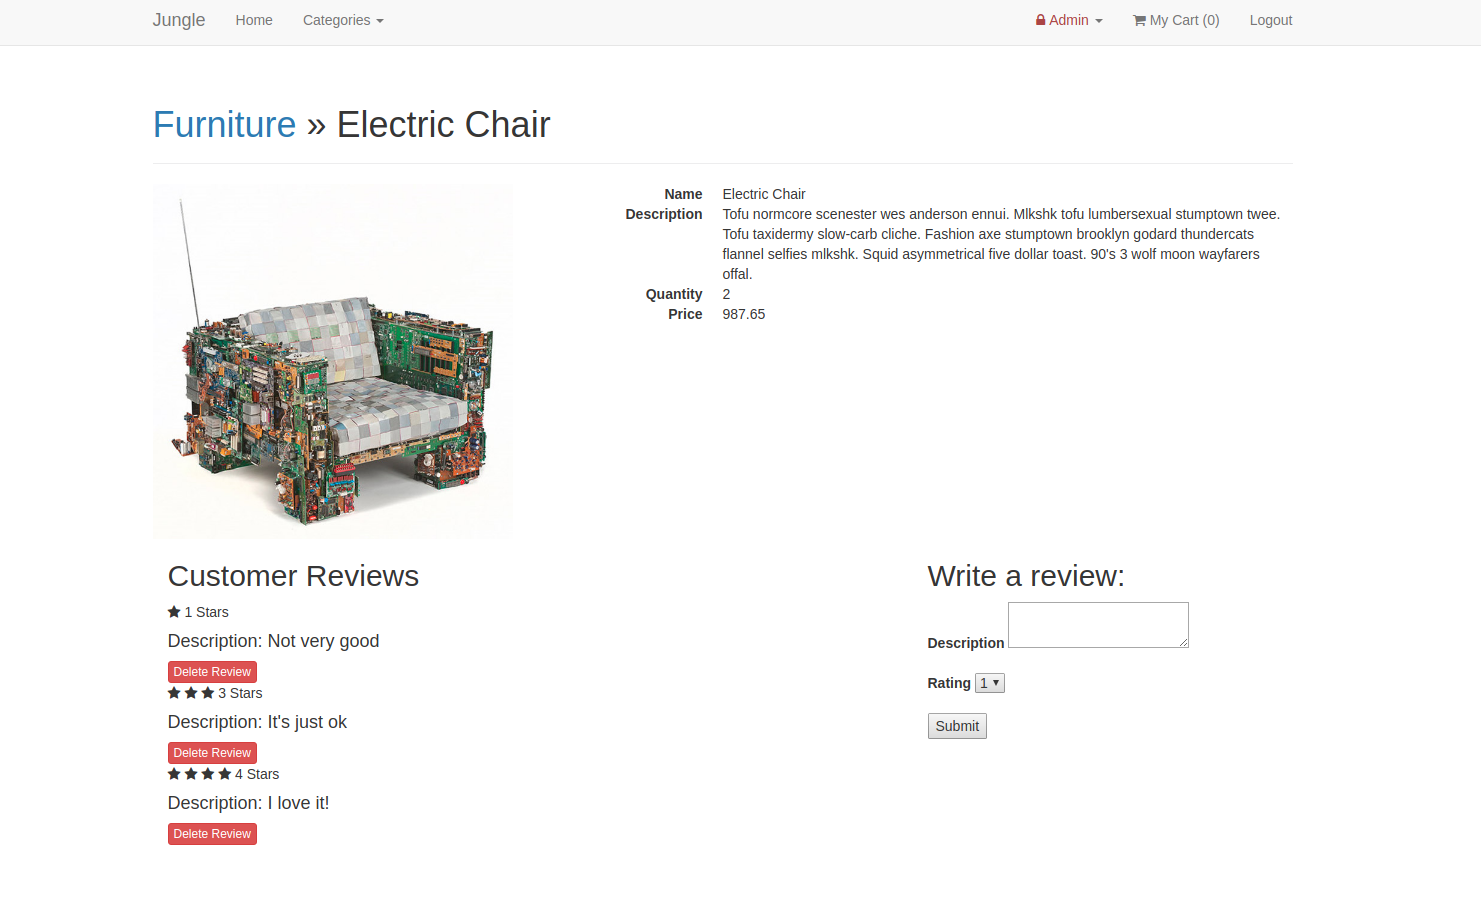 Jungle Home Categories Admin My Cart (0) Logout
Furniture » Electric Chair
Name Electric Chair
Description Tofu normcore scenester wes anderson ennui. Mlkshk tofu lumbersexual stumptown twee.
Tofu taxidermy slow-carb cliche. Fashion axe stumptown brooklyn godard thundercats
flannel selfies mlkshk. Squid asymmetrical five dollar toast. 90's 3 wolf moon wayfarers
offal.
Quantity 2
Price 987.65
Customer Reviews
1 Stars
Description: Not very good
Delete Review
3 Stars
Description: It's just ok
Delete Review
4 Stars
Description: I love it!
Delete Review
Write a review:
Description
Rating 1
Submit